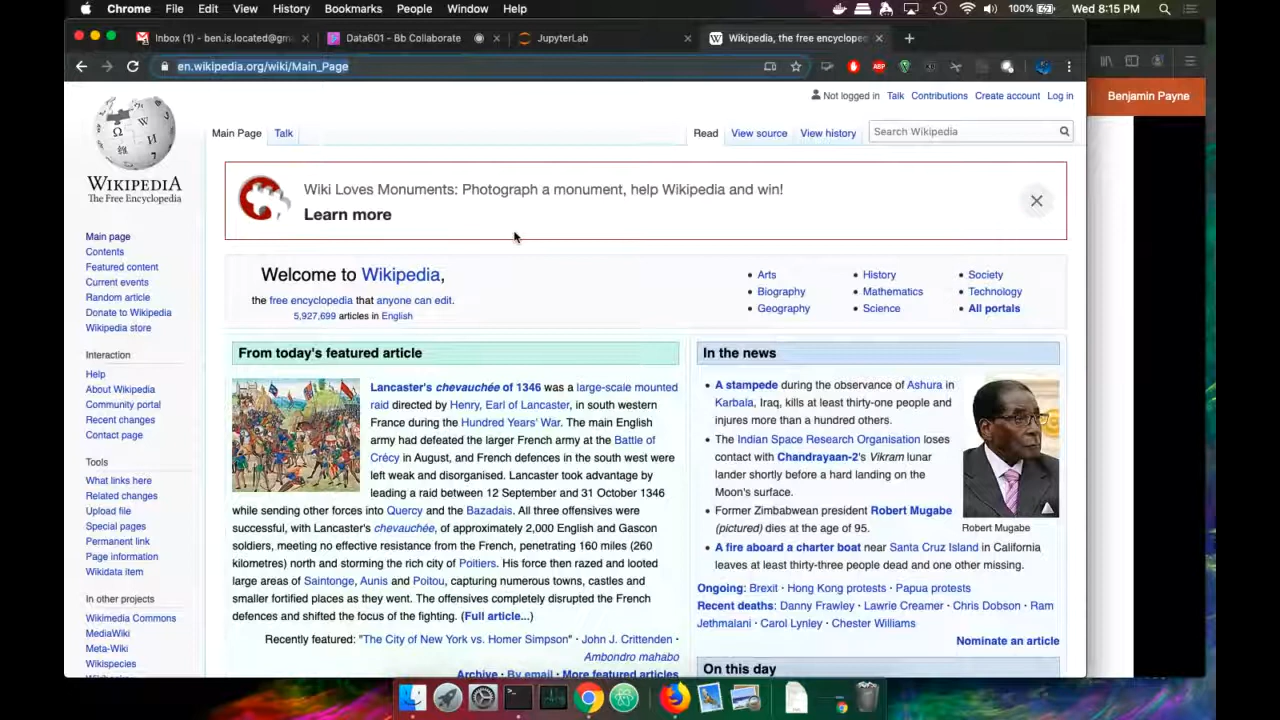 Chrome File Edit View History Bookmarks People Window Help 100% Wed 8:15 PM
Inbox ( 1) ben.is.located@gm Data601 - Bb Collaborate JupyterLab Wikipedia, the free encyclope
en.wikipedia.org/wiki/Main_Page ABP
Benjamin Payne
Not logged in Talk Contributions Create account Log in
Main Page Talk Read View source View history Search Wikipedia
WIKIPEDIA
The Free Encyclopedia
Wiki Loves Monuments: Photograph a monument, help Wikipedia and win!
Learn more
Main page
Contents
Featured content
Current events
Random article
Donate to Wikipedia
Wikipedia store
Interaction
Help
About Wikipedia
Community portal
Recent changes
Contact page
Tools
What links here
Related changes
Upload file
Special pages
Permanent link
Page information
Wikidata item
In other projects
Wikimedia Commons
MediaWiki
Meta-Wiki
Wikispecies
Welcome to Wikipedia,
the free encyclopedia that anyone can edit.
5,927,699 articles in English
• Arts • History • Society
• Biography • Mathematics • Technology
• Geography • Science • All portals
From today's featured article
Lancaster's chevauchée of 1346 was a large-scale mounted
raid directed by Henry, Earl of Lancaster, in south western
France during the Hundred Years' War. The main English
army had defeated the larger French army at the Battle of
Crécy in August, and French defences in the south west were
left weak and disorganised. Lancaster took advantage by
leading a raid between 12 September and 31 October 1346
while sending other forces into Quercy and the Bazadais. All three offensives were
successful, with Lancaster's chevauchée, of approximately 2,000 English and Gascon
soldiers, meeting no effective resistance from the French, penetrating 160 miles (260
kilometres) north and storming the rich city of Poitiers. His force then razed and looted
large areas of Saintonge, Aunis and Poitou, capturing numerous towns, castles and
smaller fortified places as they went. The offensives completely disrupted the French
defences and shifted the focus of the fighting. (Full article...)
Recently featured: "The City of New York vs. Homer Simpson" · John J. Crittenden ·
Ambondro mahabo
Archive · By email · More featured articles
In the news
• A stampede during the observance of Ashura in
Karbala, Iraq, kills at least thirty-one people and
injures more than a hundred others.
• The Indian Space Research Organisation loses
contact with Chandrayaan-2's Vikram lunar
lander shortly before a hard landing on the
Moon's surface.
• Former Zimbabwean president Robert Mugabe
(pictured) dies at the age of 95.
Robert Mugabe
• A fire aboard a charter boat near Santa Cruz Island in California
leaves at least thirty-three people dead and one other missing.
Ongoing: Brexit · Hong Kong protests · Papua protests
Recent deaths: Danny Frawley · Lawrie Creamer · Chris Dobson · Ram
Jethmalani · Carol Lynley · Chester Williams
Nominate an article
On this day